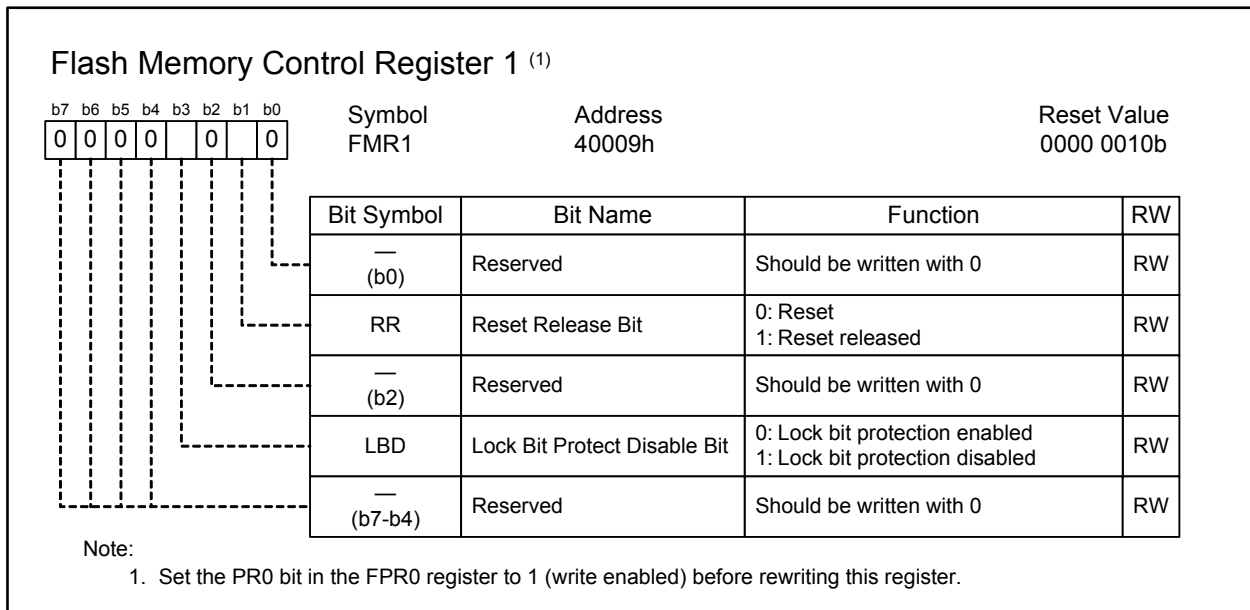 Flash Memory Control Register 1 (1)
b7 b6 b5 b4 b3 b2 b1 b0
0 0 0 0 0 0
Symbol Address Reset Value
FMR1 40009h 0000 0010b
Bit Symbol Bit Name Function RW
— (b0) Reserved Should be written with 0 RW
RR Reset Release Bit 0: Reset
1: Reset released RW
— (b2) Reserved Should be written with 0 RW
LBD Lock Bit Protect Disable Bit 0: Lock bit protection enabled
1: Lock bit protection disabled RW
— (b7-b4) Reserved Should be written with 0 RW
Note:
1. Set the PR0 bit in the FPR0 register to 1 (write enabled) before rewriting this register.